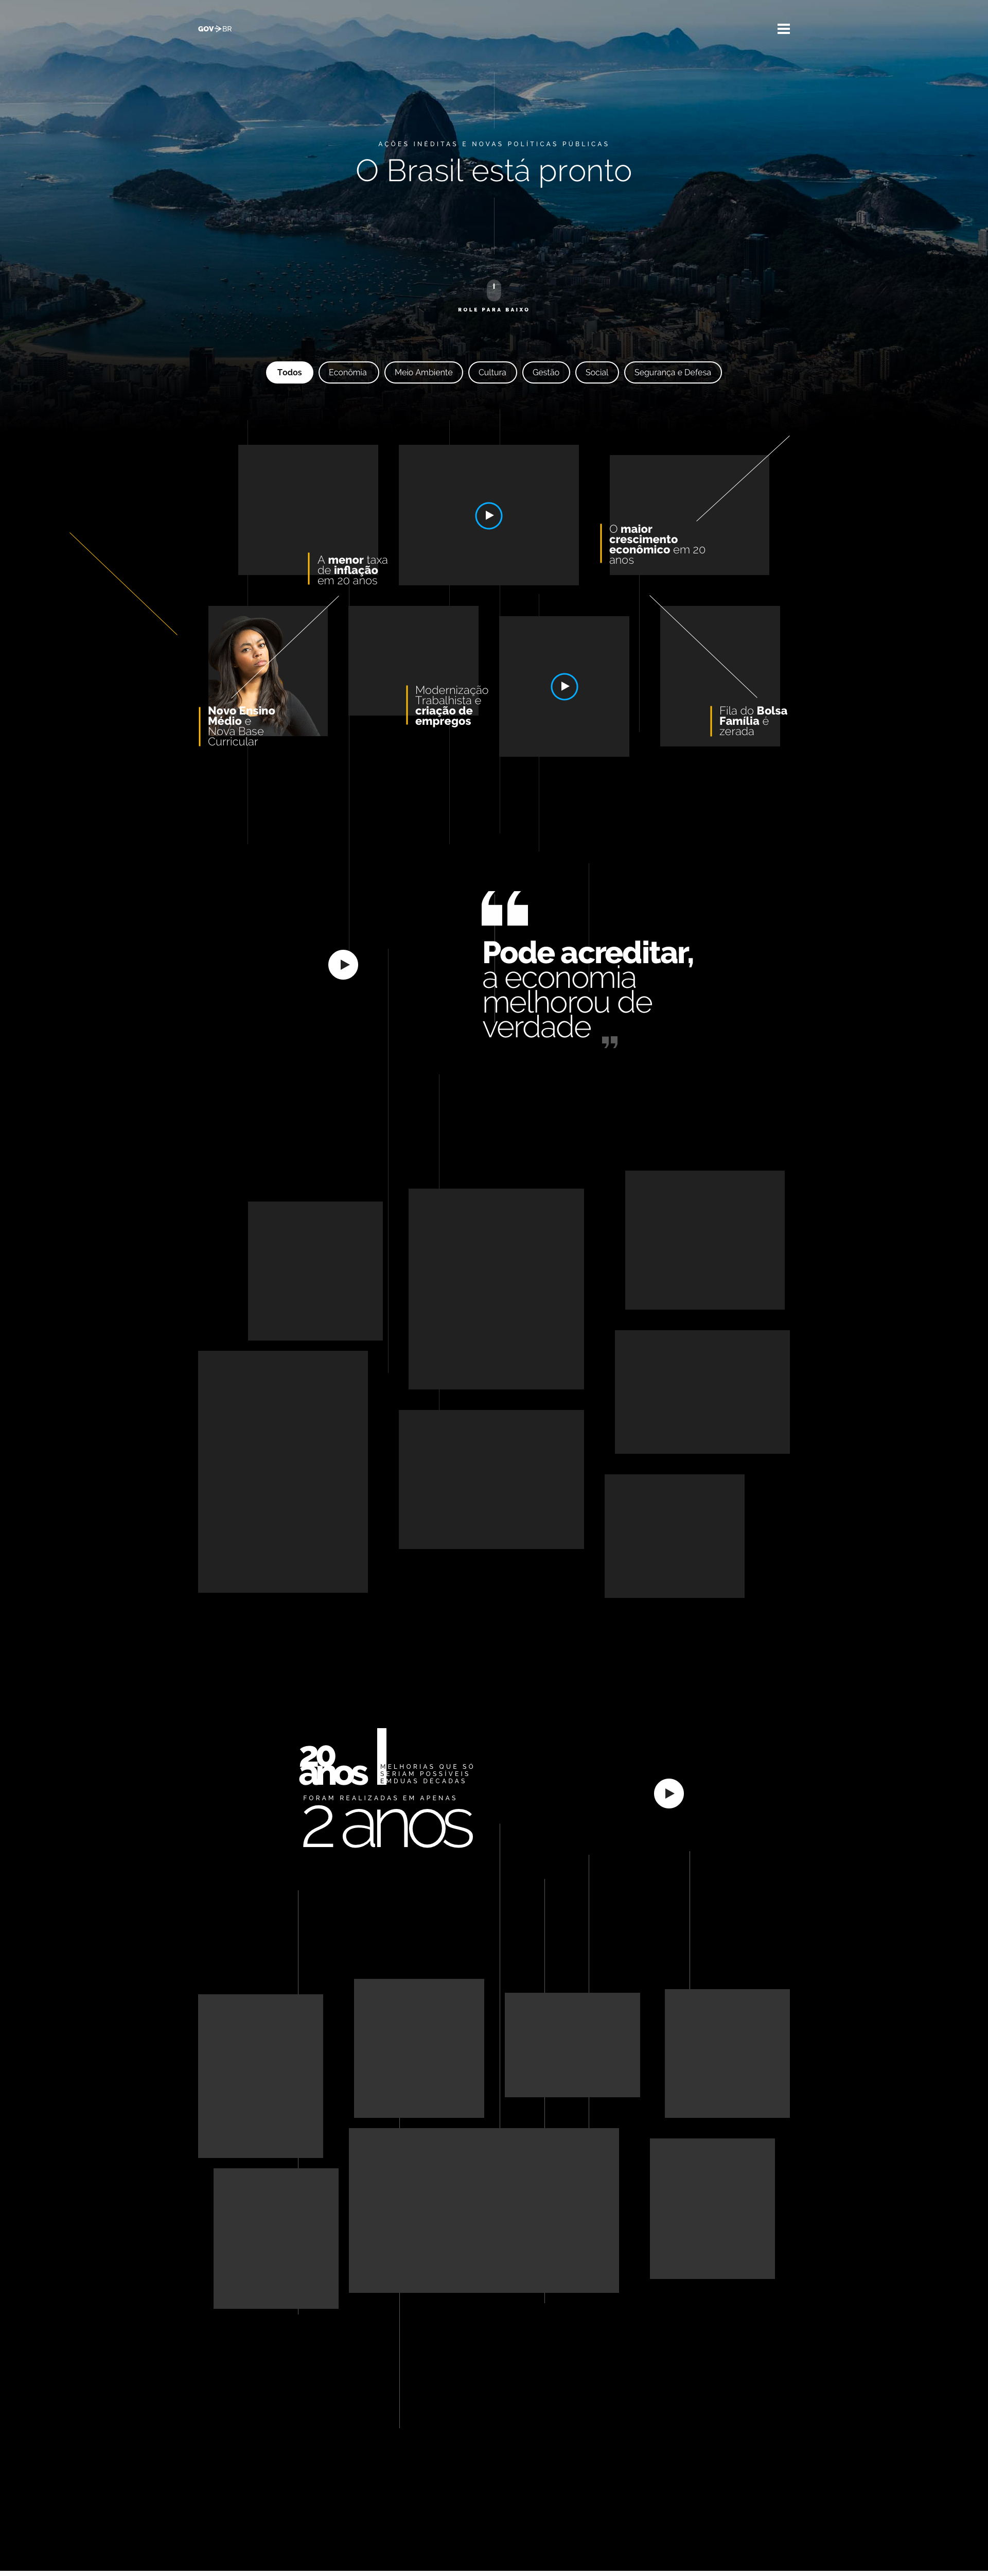 GOV BR
AÇÕES INÉDITAS E NOVAS POLÍTICAS PÚBLICAS
O Brasil está pronto
ROLE PARA BAIXO
Todos
Econômia
Meio Ambiente
Cultura
Gestão
Social
Segurança e Defesa
A menor taxa
de inflação
em 20 anos
O maior
crescimento
econômico em 20
anos
Novo Ensino
Médio e
Nova Base
Curricular
Modernização
Trabalhista e
criação de
empregos
Fila do Bolsa
Família é
zerada
Pode acreditar,
a economia
melhorou de
verdade
20
anos
MELHORIAS QUE SÓ
SERIAM POSSÍVEIS
EMDUAS DÉCADAS
FORAM REALIZADAS EM APENAS
2 anos